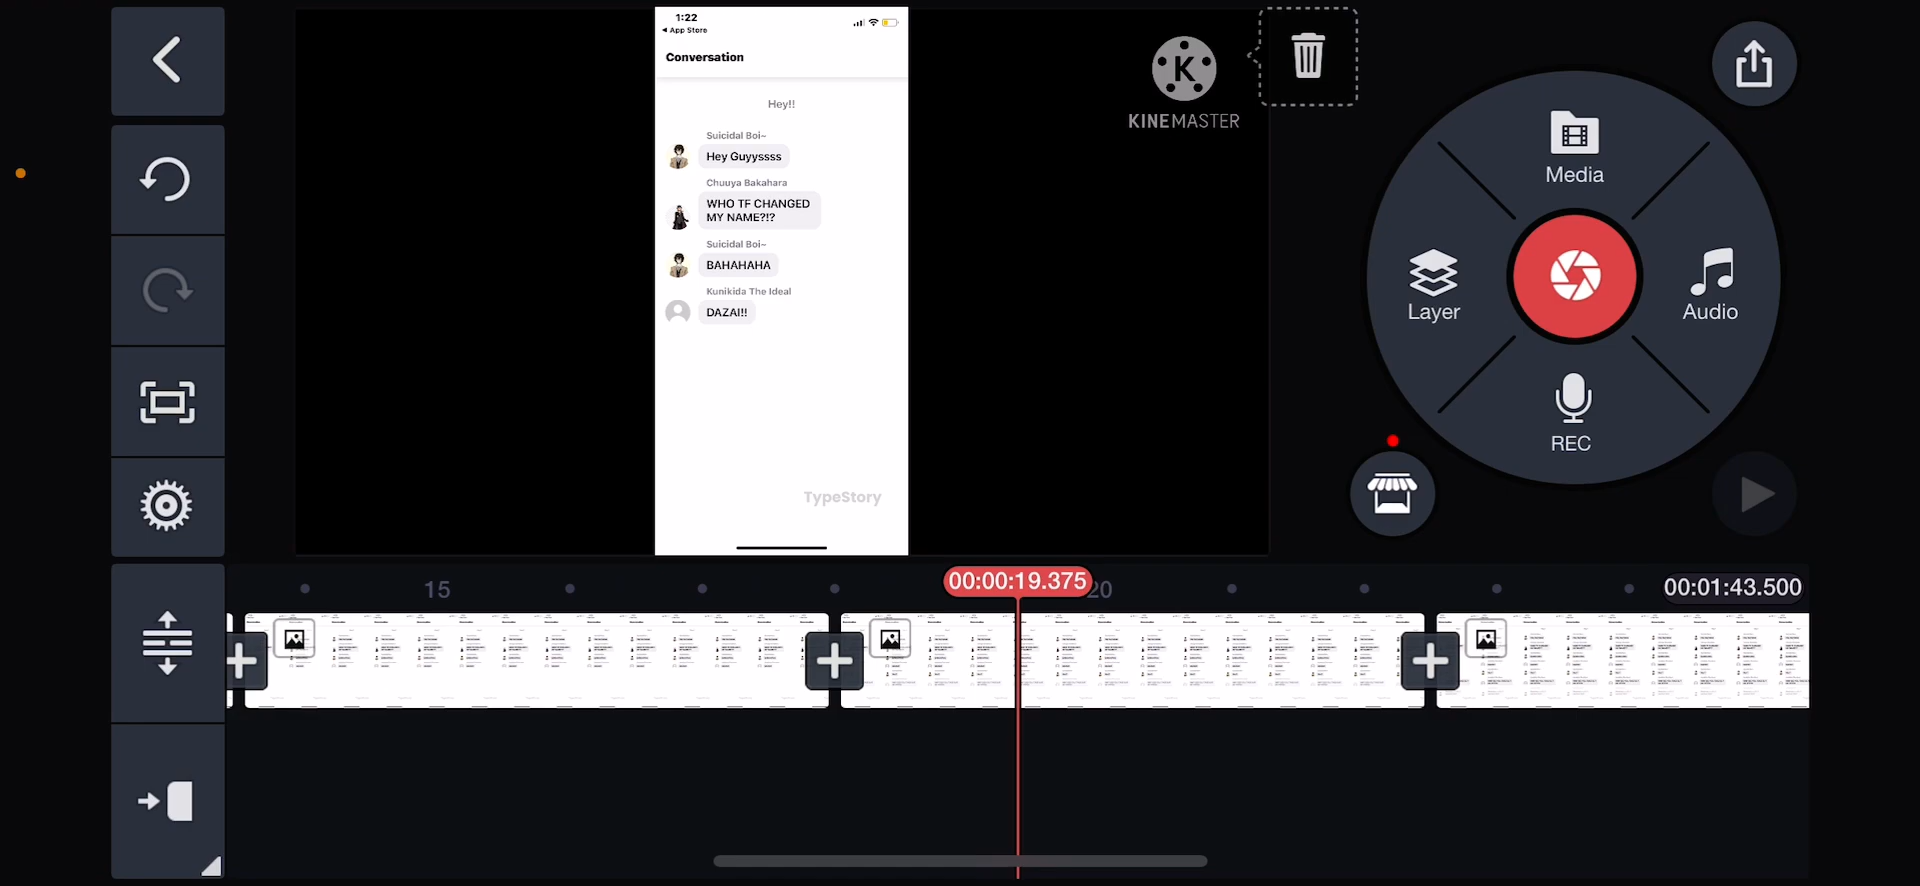 1:22
App Store
Conversation
Hey!!
Suicidal Boi~
Hey Guyyssss
Chuuya Bakahara
WHO TF CHANGED
MY NAME?!?
Suicidal Boi~
BAHAHAHA
Kunikida The Ideal
DAZAI!!
TypeStory
K
KINEMASTER
Media
Layer
Audio
REC
15
00:00:19.375
20
00:01:43.500